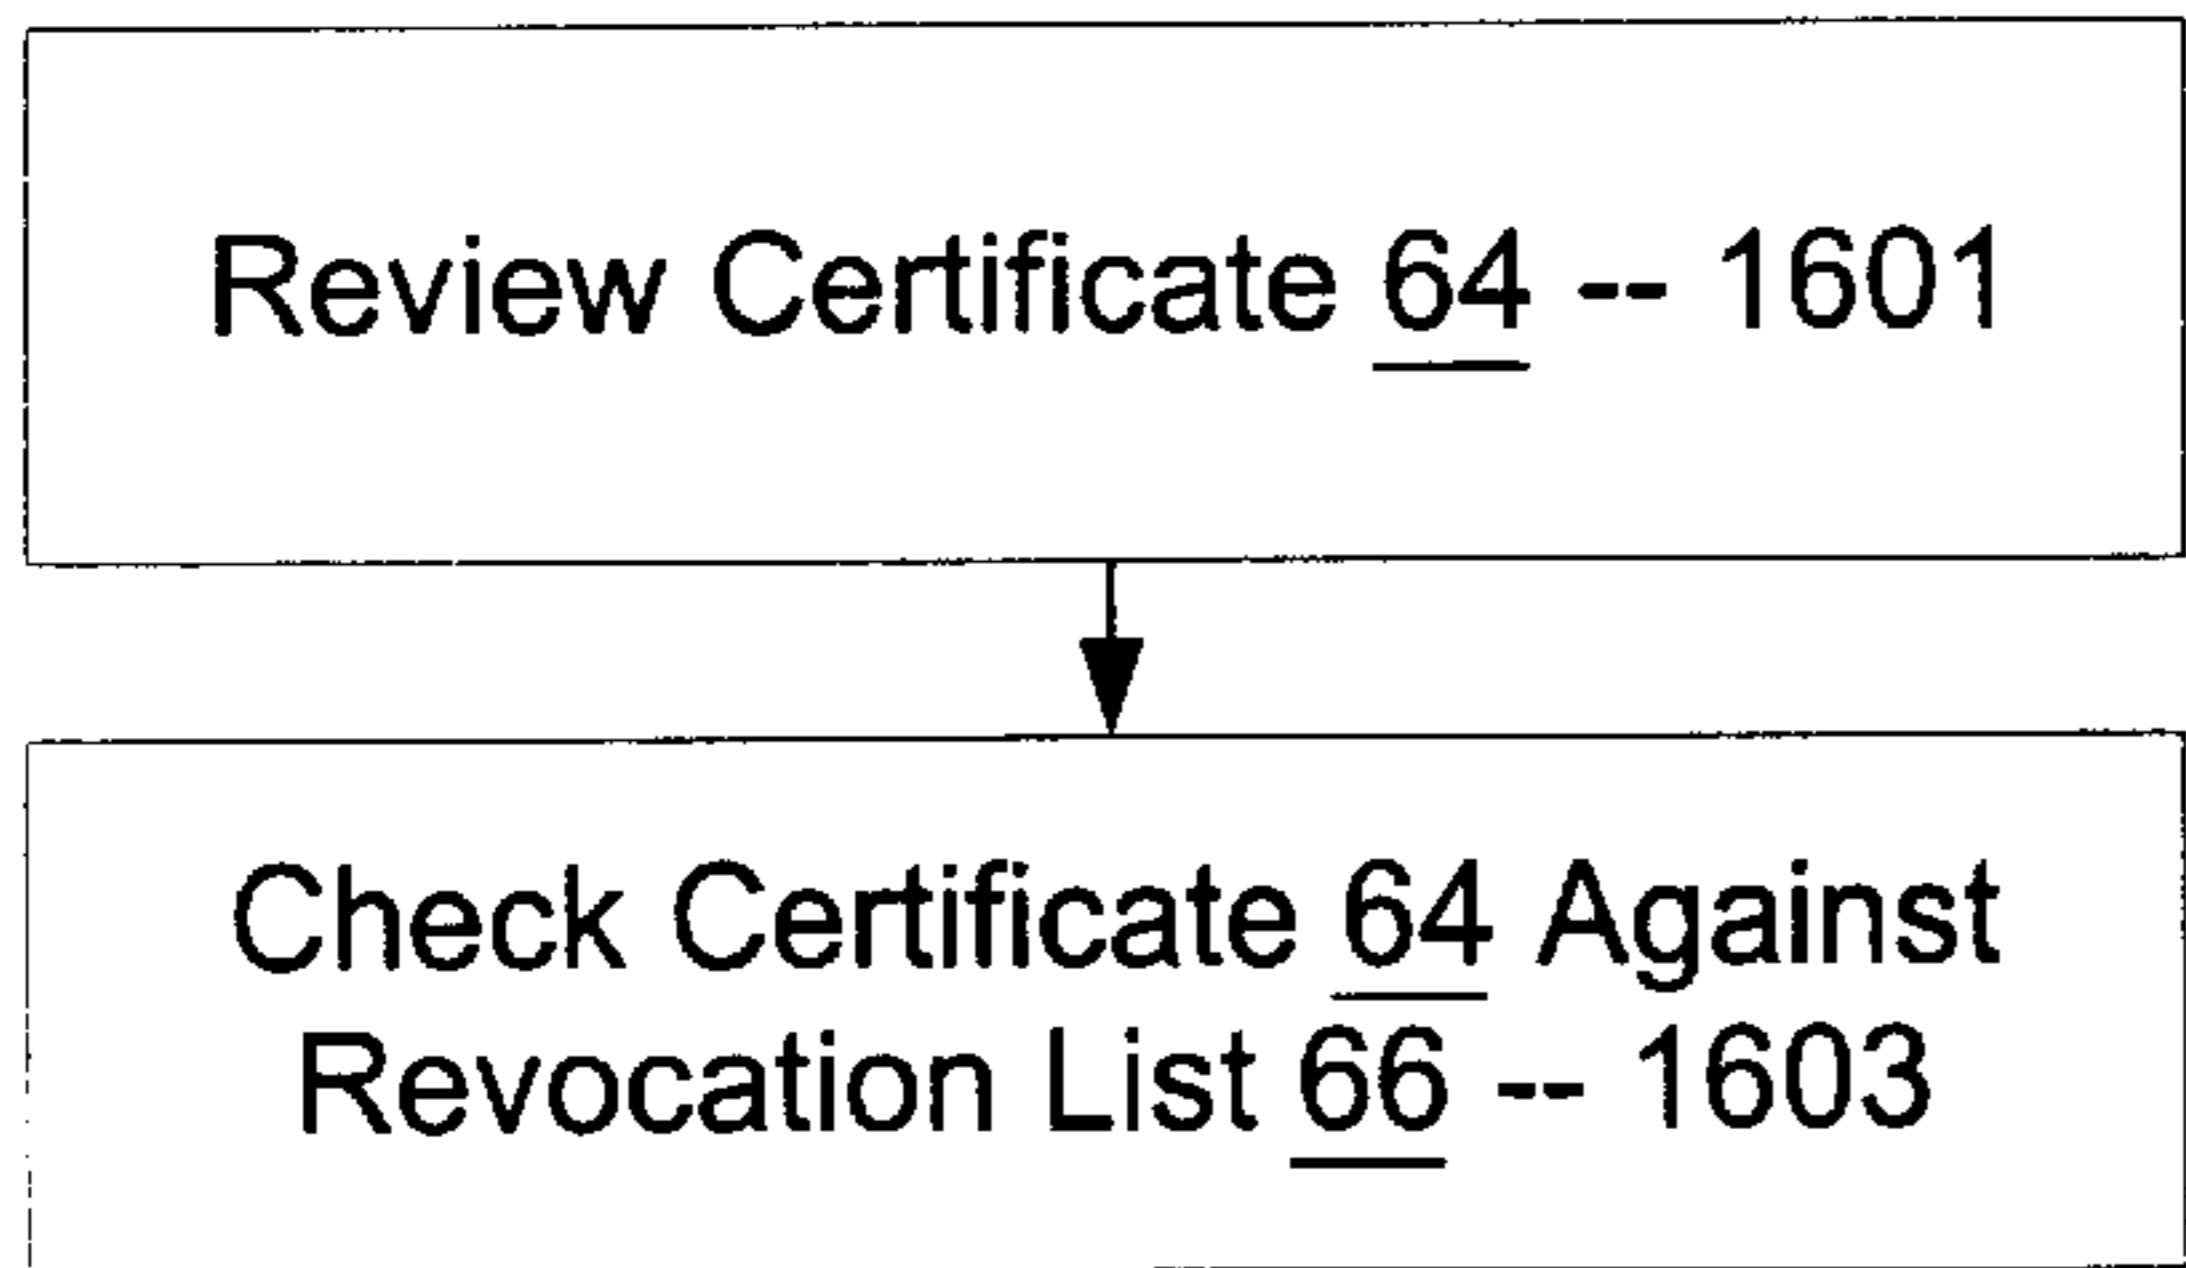 Review Certificate 64 -- 1601
Check Certificate 64 Against
Revocation List 66 -- 1603